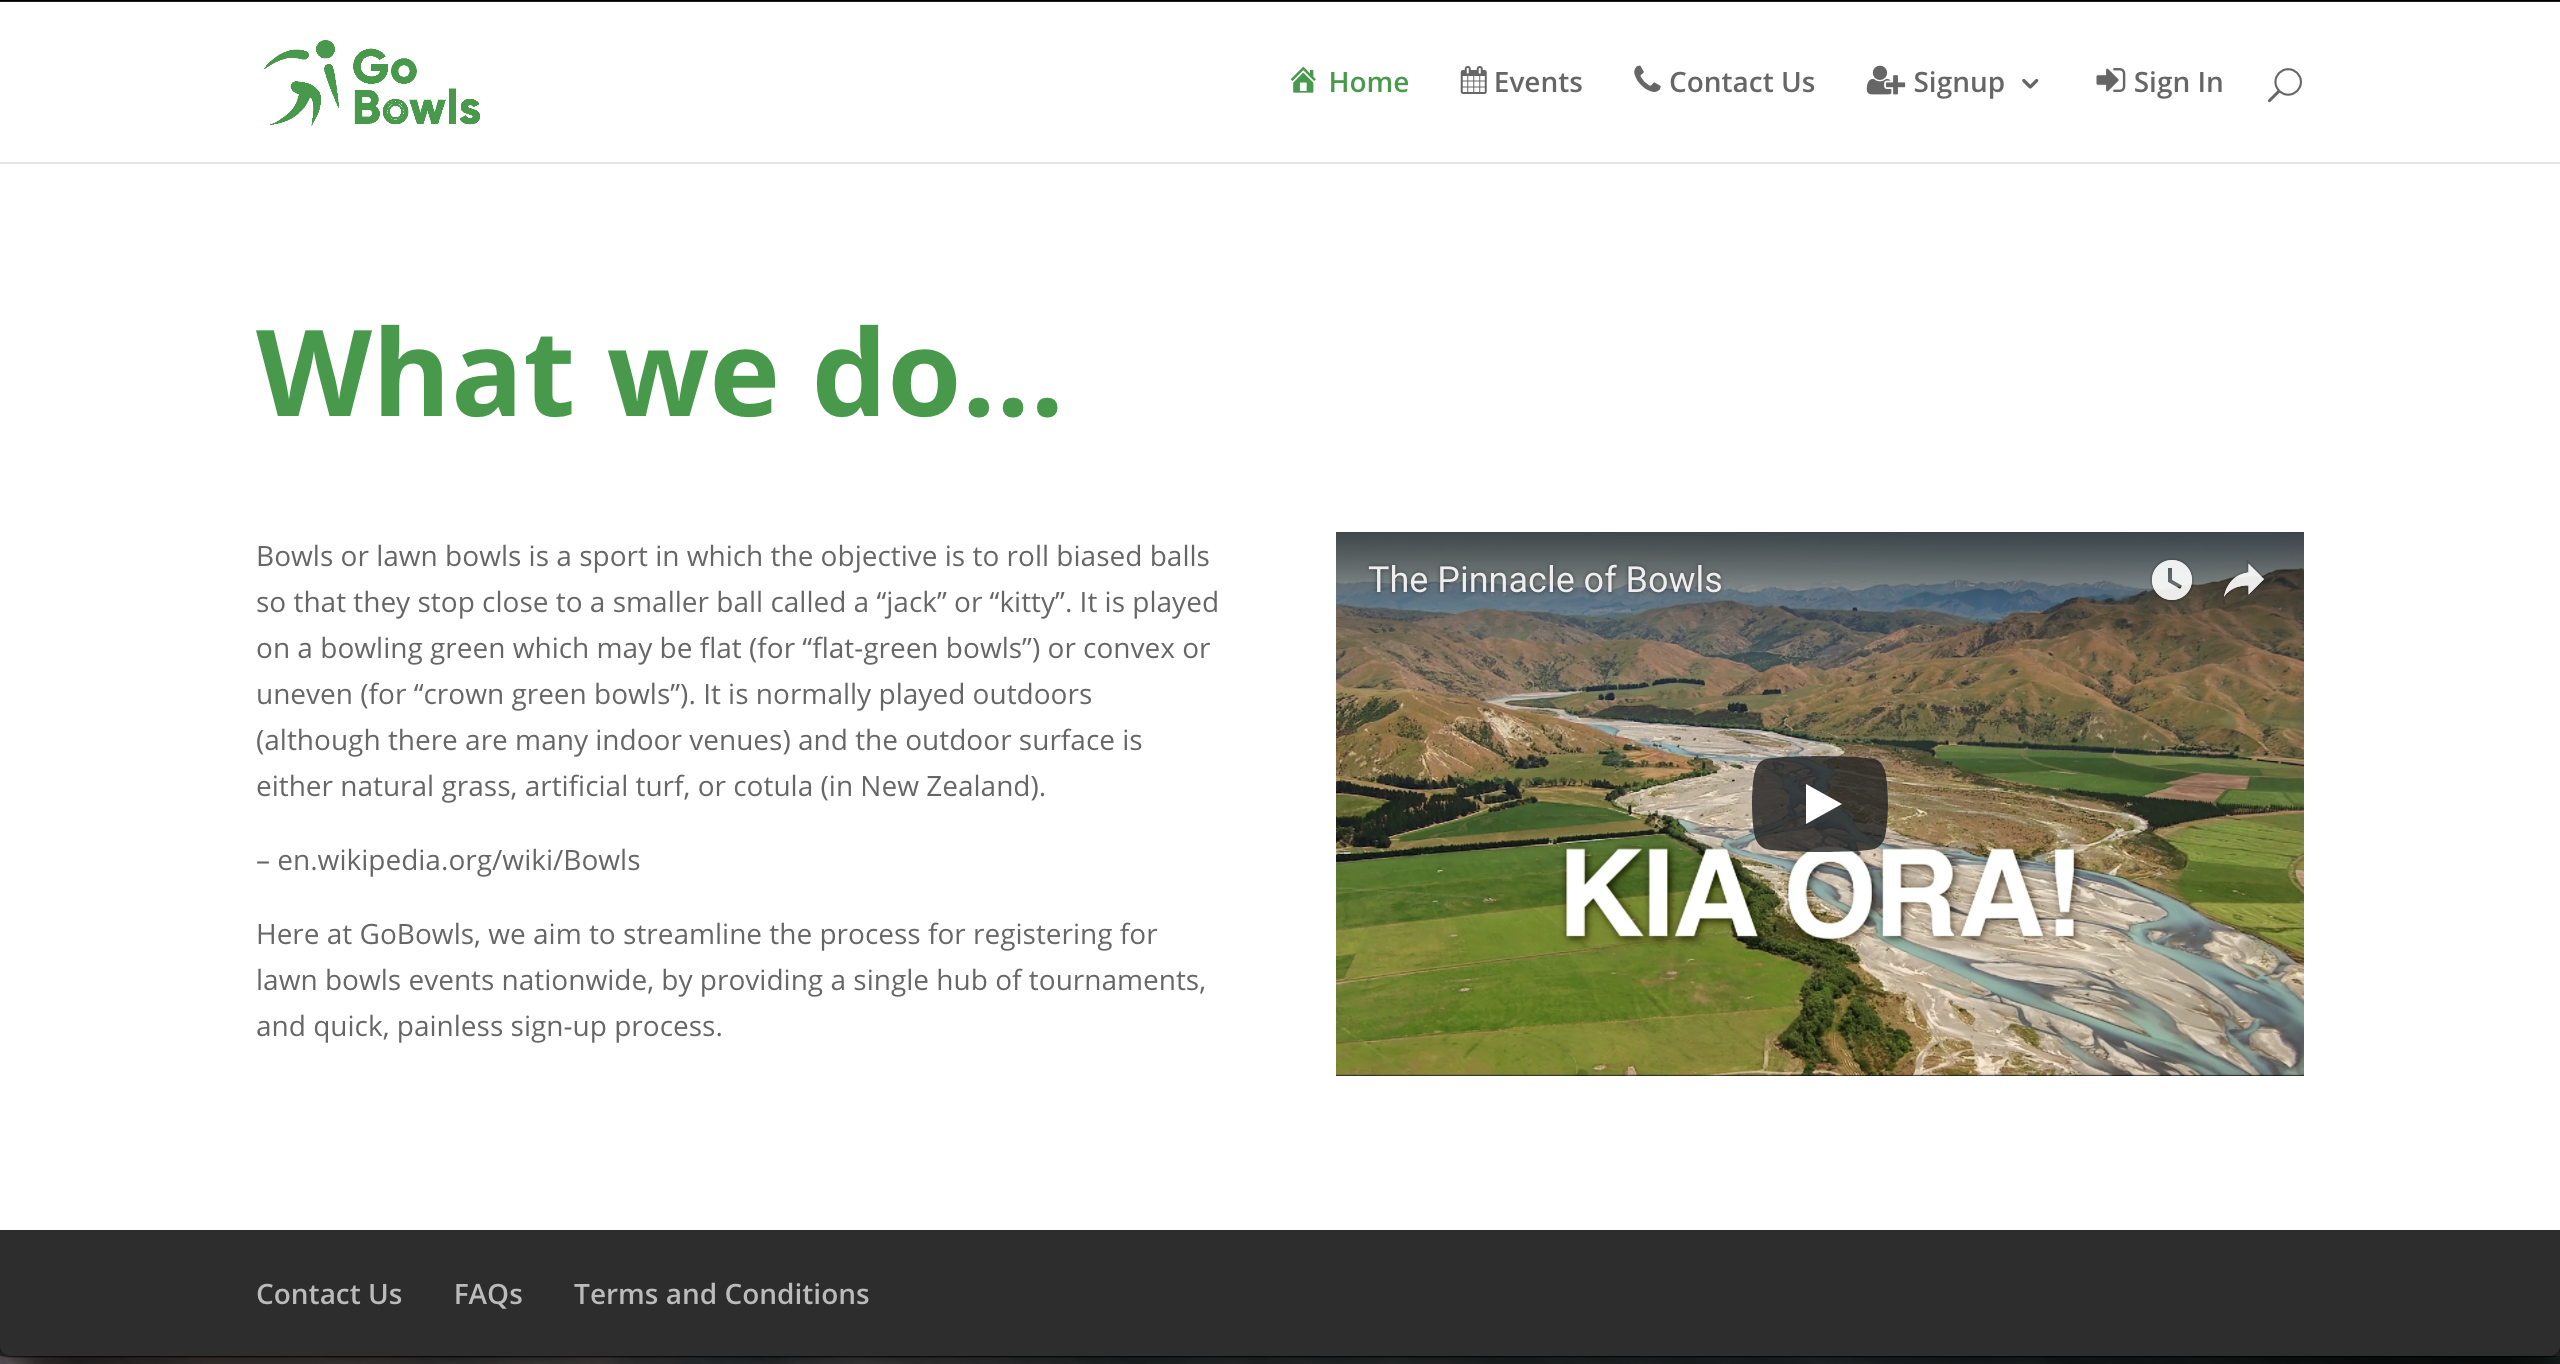 Go
Bowls
Home
Events
Contact Us
Signup
Sign In
What we do...
Bowls or lawn bowls is a sport in which the objective is to roll biased balls
so that they stop close to a smaller ball called a “jack” or “kitty”. It is played
on a bowling green which may be flat (for “flat-green bowls”) or convex or
uneven (for “crown green bowls”). It is normally played outdoors
(although there are many indoor venues) and the outdoor surface is
either natural grass, artificial turf, or cotula (in New Zealand).
– en.wikipedia.org/wiki/Bowls
Here at GoBowls, we aim to streamline the process for registering for
lawn bowls events nationwide, by providing a single hub of tournaments,
and quick, painless sign-up process.
The Pinnacle of Bowls
KIA ORA!
Contact Us
FAQs
Terms and Conditions